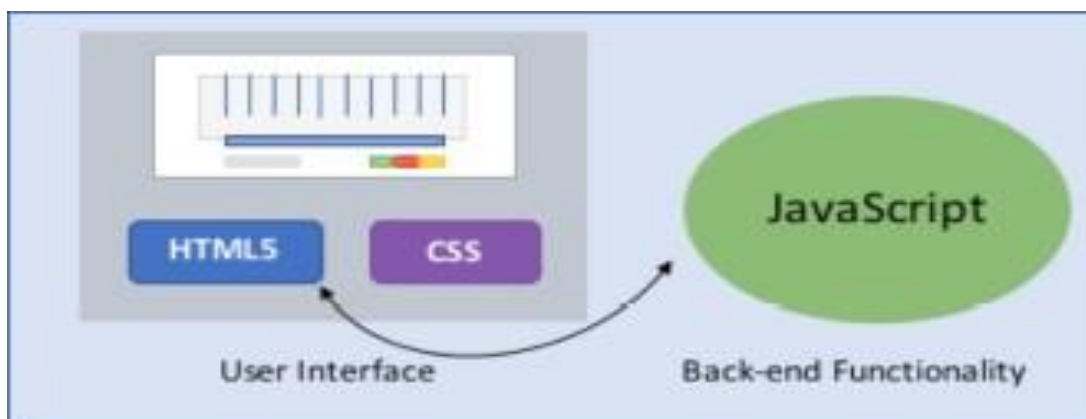 HTML5
CSS
JavaScript
User Interface
Back-end Functionality